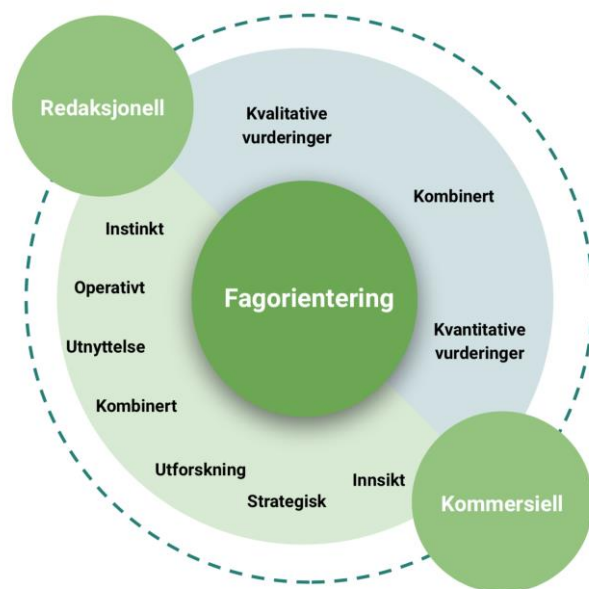 Redaksjonell
Kvalitative
vurderinger
Kombinert
Instinkt
Operativt
Fagorientering
Utnyttelse
Kvantitative
vurderinger
Kombinert
Utforskning
Innsikt
Strategisk
Kommersiell